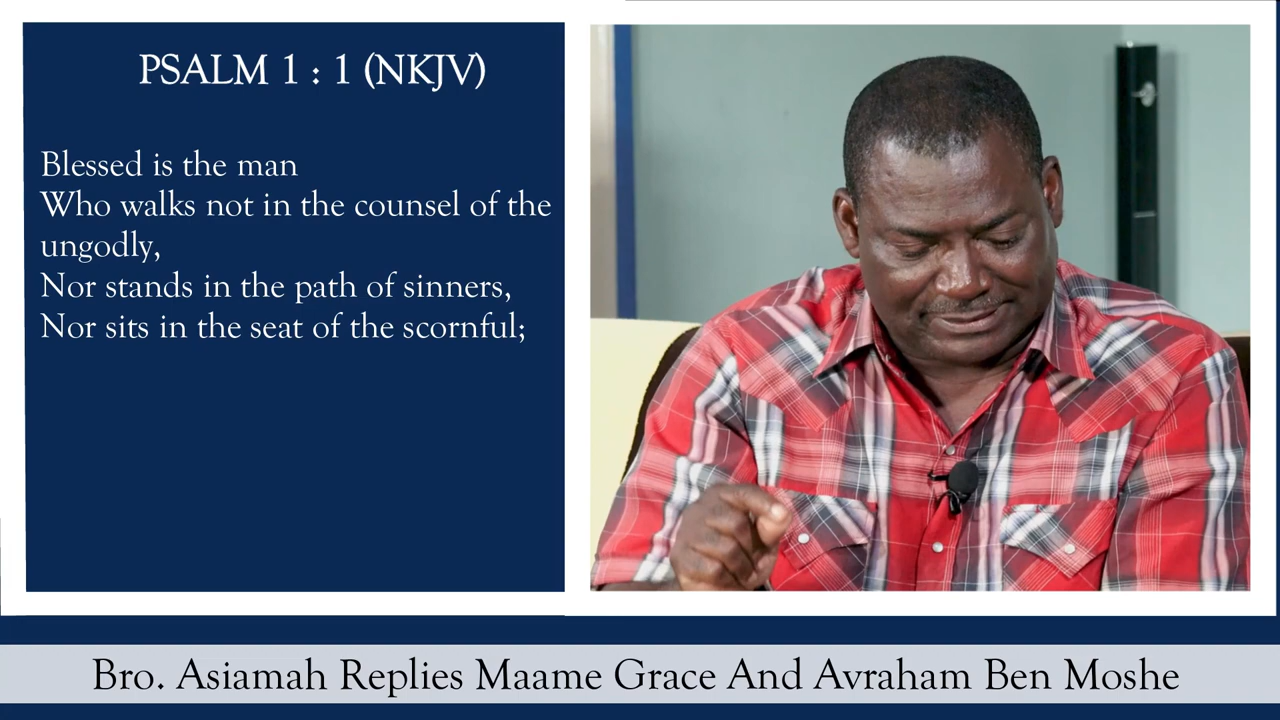 PSALM 1 : 1 (NKJV)
Blessed is the man
Who walks not in the counsel of the
ungodly,
Nor stands in the path of sinners,
Nor sits in the seat of the scornful;
Bro. Asiamah Replies Maame Grace And Avraham Ben Moshe